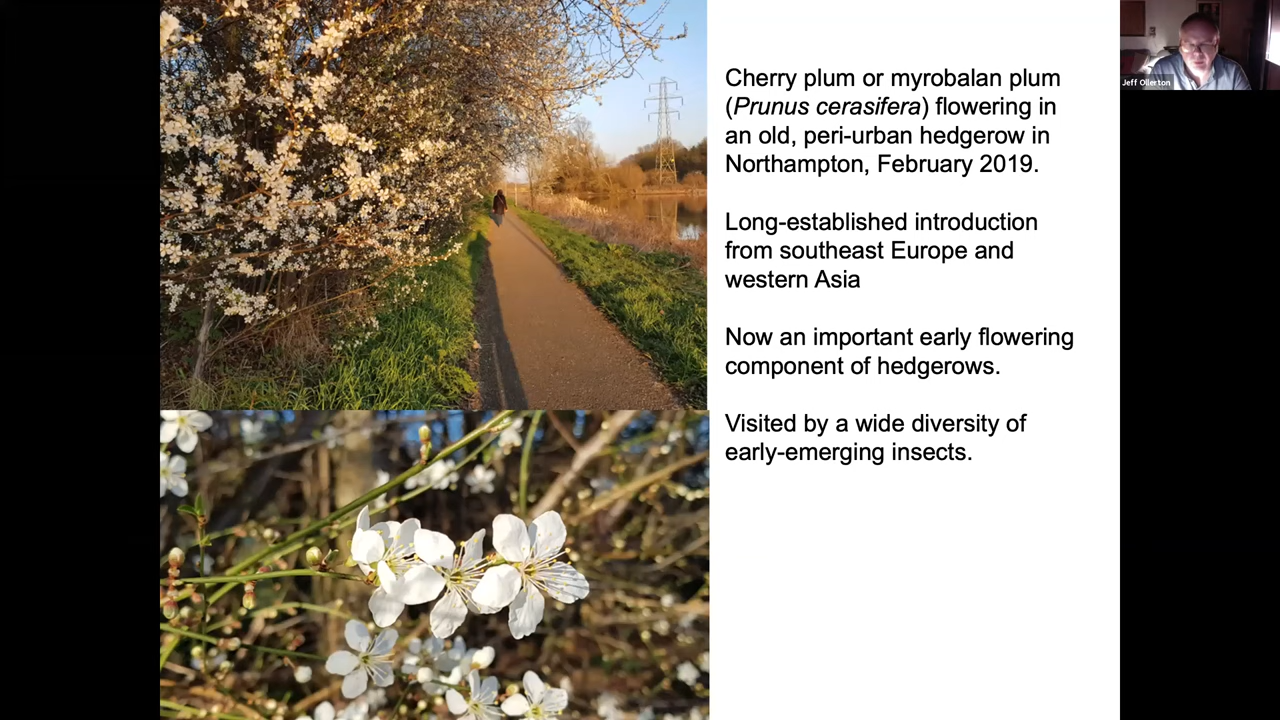 Cherry plum or myrobalan plum
(Prunus cerasifera) flowering in
an old, peri-urban hedgerow in
Northampton, February 2019.
Long-established introduction
from southeast Europe and
western Asia
Now an important early flowering
component of hedgerows.
Visited by a wide diversity of
early-emerging insects.
Jeff Ollerton